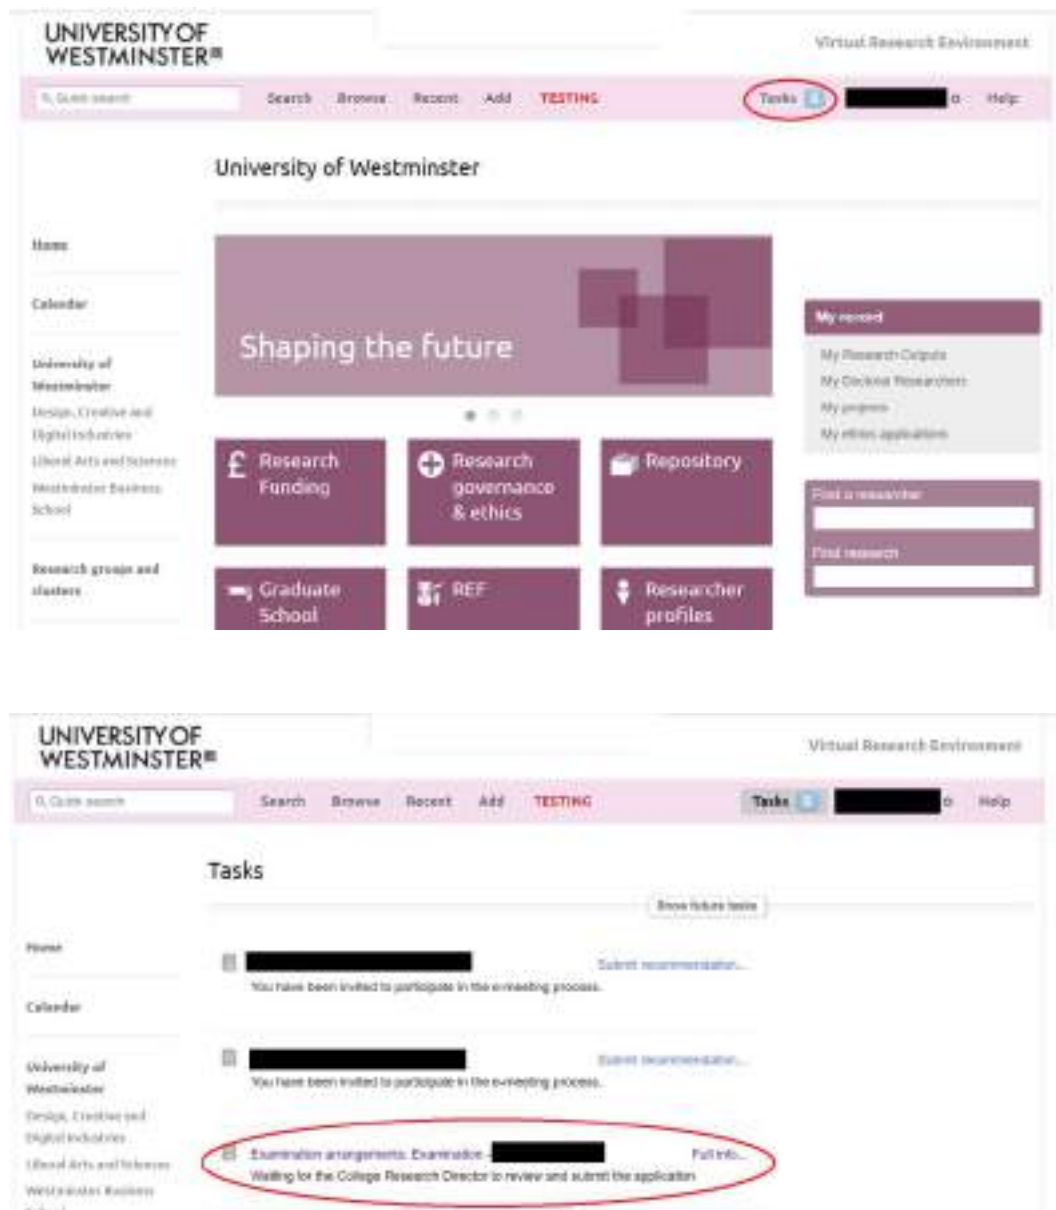 UNIVERSITY OF
WESTMINSTER
Virtual Research Environment
Quick search
Search Browse Recent Add TESTING Tasks Help
University of Westminster
Home
Calendar
University of
Westminster
Design, Creative and
Digital Industries
Liberal Arts and Sciences
Westminster Business
School
Research groups and
clusters
Shaping the future
£ Research
Funding
Research
governance
& ethics
Repository
Graduate
School
REF
Researcher
profiles
My record
My Research Outputs
My Doctoral Researchers
My projects
My ethics applications
Find a researcher
Find research
UNIVERSITY OF
WESTMINSTER
Virtual Research Environment
Quick search
Search Browse Recent Add TESTING Tasks Help
Tasks
Show future tasks
Home
Calendar
University of
Westminster
Design, Creative and
Digital Industries
Liberal Arts and Sciences
Westminster Business
School
Submit recommendation...
You have been invited to participate in the e-meeting process.
Submit recommendation...
You have been invited to participate in the e-meeting process.
Examination arrangements: Examination - Full info...
Waiting for the College Research Director to review and submit the application